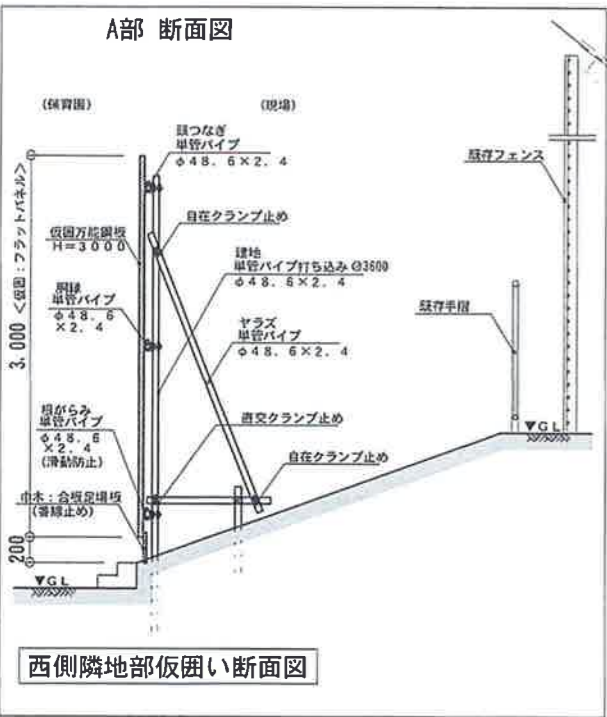 A部 断面図
(保育園)
(現場)
頭つなぎ
単管パイプ
φ48.6×2.4
既存フェンス
自在クランプ止め
仮囲万能鋼板
H=3000
建地
単管パイプ打ち込み@3600
φ48.6×2.4
3,000 <仮囲:フラットパネル>
胴縁
単管パイプ
φ48.6
×2.4
ヤラズ
単管パイプ
φ48.6×2.4
既存手摺
根がらみ
単管パイプ
φ48.6
×2.4
(滑動防止)
直交クランプ止め
▼GL
自在クランプ止め
巾木:合板足場板
(番線止め)
200
▼GL
西側隣地部仮囲い断面図